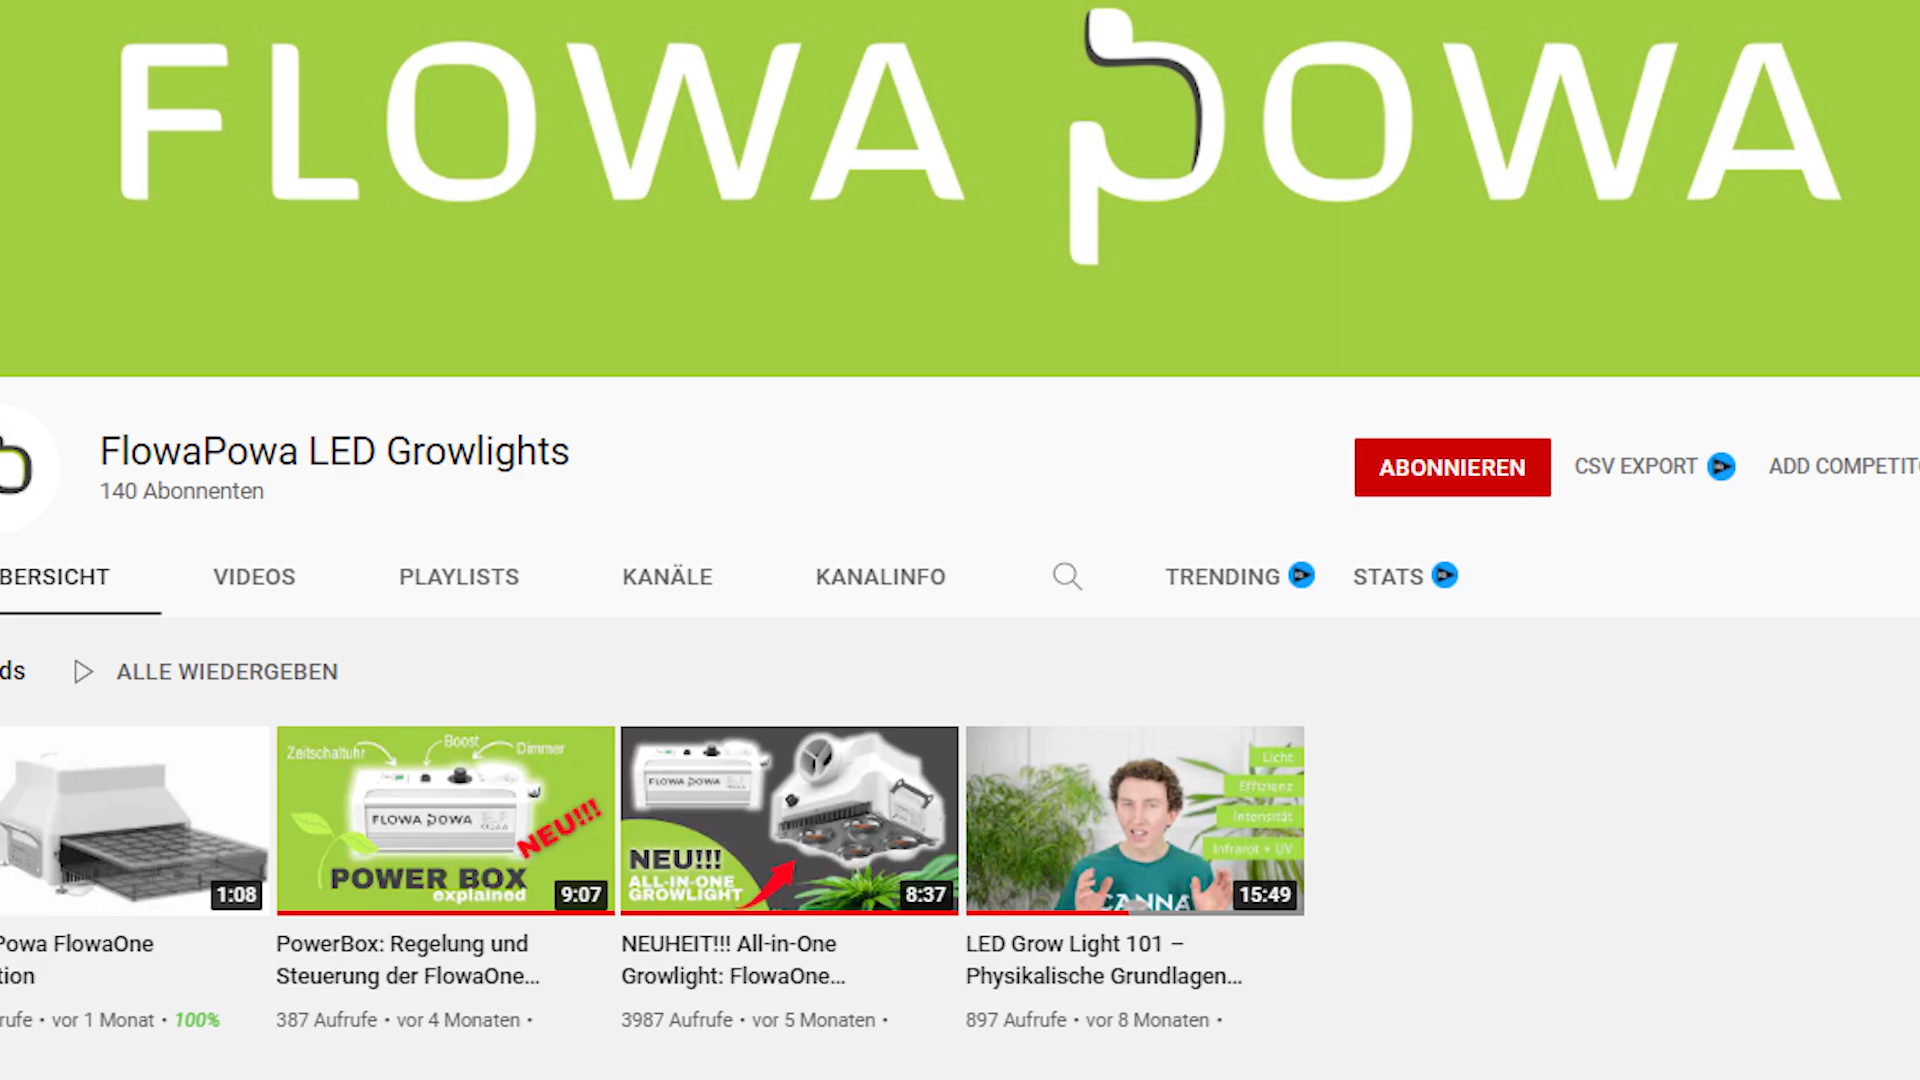 FLOWA POWA
FlowaPowa LED Growlights
140 Abonnenten
ABONNIEREN
CSV EXPORT
ADD COMPETITO
BERSICHT
VIDEOS
PLAYLISTS
KANÄLE
KANALINFO
TRENDING
STATS
ds
ALLE WIEDERGEBEN
1:08
Zeitschaltuhr
Boost
Dimmer
FLOWA POWA
NEU!!!
POWER BOX
explained
9:07
FLOWA POWA
NEU!!!
ALL-IN-ONE
GROWLIGHT
8:37
Licht
Effizienz
Intensität
Infrarot + UV
CANNA
15:49
Powa FlowaOne
tion
rufe • vor 1 Monat • 100%
PowerBox: Regelung und
Steuerung der FlowaOne...
387 Aufrufe • vor 4 Monaten •
NEUHEIT!!! All-in-One
Growlight: FlowaOne...
3987 Aufrufe • vor 5 Monaten •
LED Grow Light 101 –
Physikalische Grundlagen...
897 Aufrufe • vor 8 Monaten •